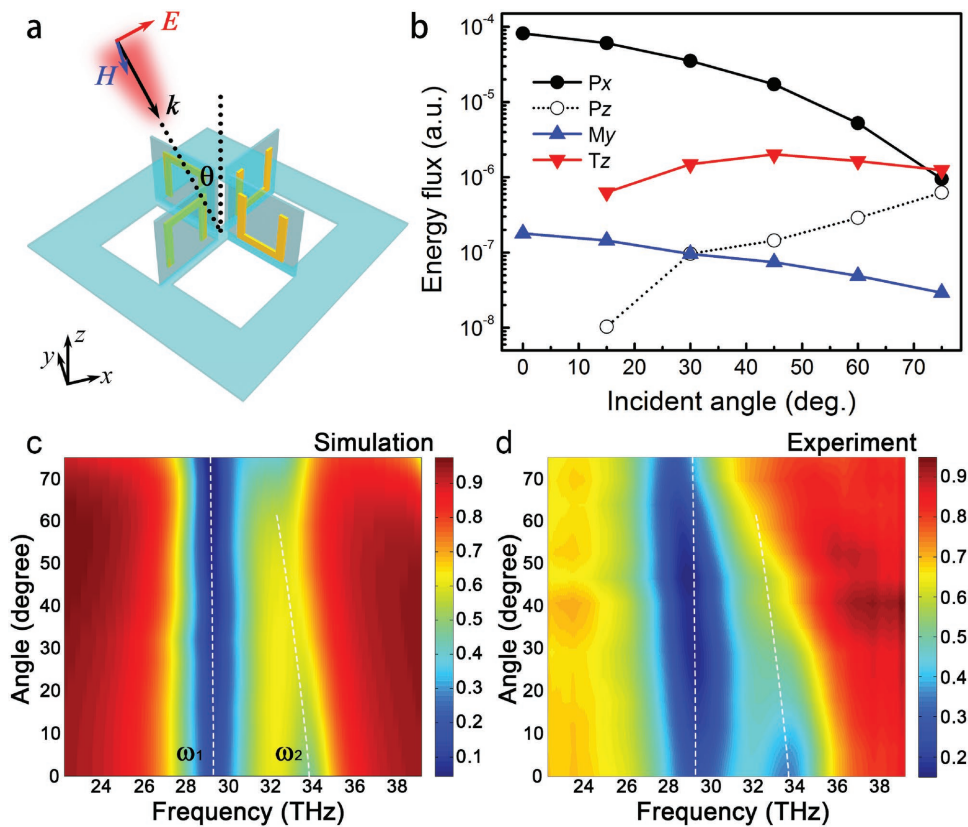 a
E
H
k
θ
z
y
x
b
Energy flux (a.u.)
10⁻⁴
10⁻⁵
10⁻⁶
10⁻⁷
10⁻⁸
Px
Pz
My
Tz
0 10 20 30 40 50 60 70
Incident angle (deg.)
c Simulation
Angle (degree)
70
60
50
40
30
20
10
0
ω₁ ω₂
24 26 28 30 32 34 36 38
Frequency (THz)
0.9
0.8
0.7
0.6
0.5
0.4
0.3
0.2
0.1
d Experiment
Angle (degree)
70
60
50
40
30
20
10
0
24 26 28 30 32 34 36 38
Frequency (THz)
0.9
0.8
0.7
0.6
0.5
0.4
0.3
0.2